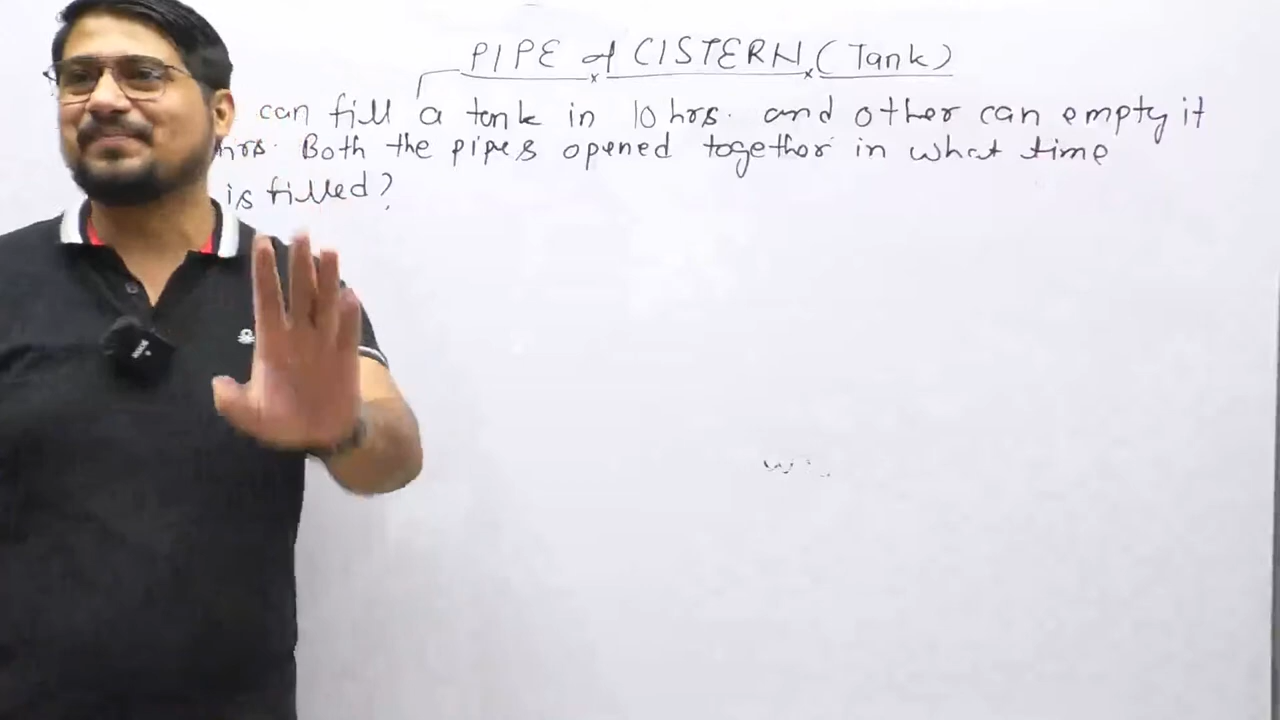 PIPE of CISTERN (Tank)
can fill a tank in 10 hrs. and other can empty it
hrs. Both the pipes opened together in what time
is filled?